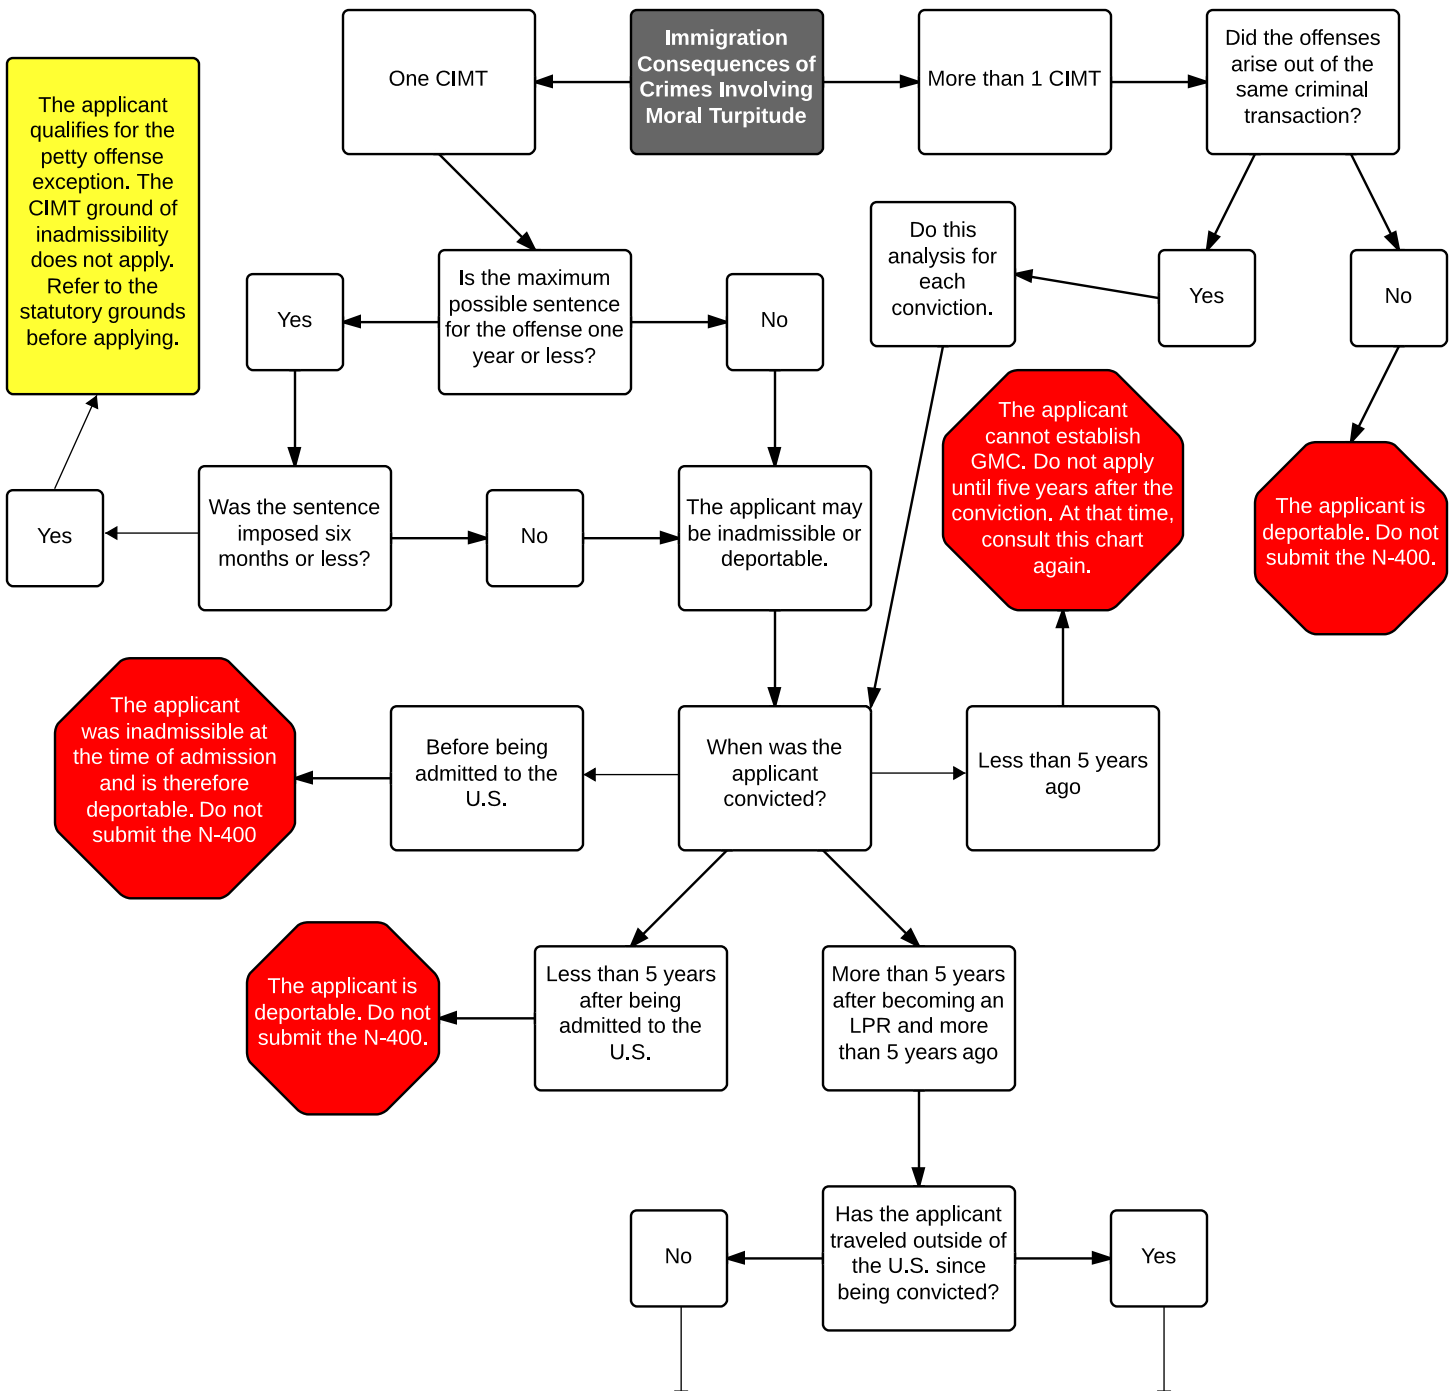 Immigration
Consequences of
Crimes Involving
Moral Turpitude
One CIMT
More than 1 CIMT
Did the offenses
arise out of the
same criminal
transaction?
The applicant
qualifies for the
petty offense
exception. The
CIMT ground of
inadmissibility
does not apply.
Refer to the
statutory grounds
before applying.
Do this
analysis for
each
conviction.
Yes
No
Is the maximum
possible sentence
for the offense one
year or less?
Yes
No
The applicant
cannot establish
GMC. Do not apply
until five years after the
conviction. At that time,
consult this chart
again.
The applicant is
deportable. Do not
submit the N-400.
Yes
Was the sentence
imposed six
months or less?
No
The applicant may
be inadmissible or
deportable.
The applicant
was inadmissible at
the time of admission
and is therefore
deportable. Do not
submit the N-400
Before being
admitted to the
U.S.
When was the
applicant
convicted?
Less than 5 years
ago
The applicant is
deportable. Do not
submit the N-400.
Less than 5 years
after being
admitted to the
U.S.
More than 5 years
after becoming an
LPR and more
than 5 years ago
No
Has the applicant
traveled outside of
the U.S. since
being convicted?
Yes